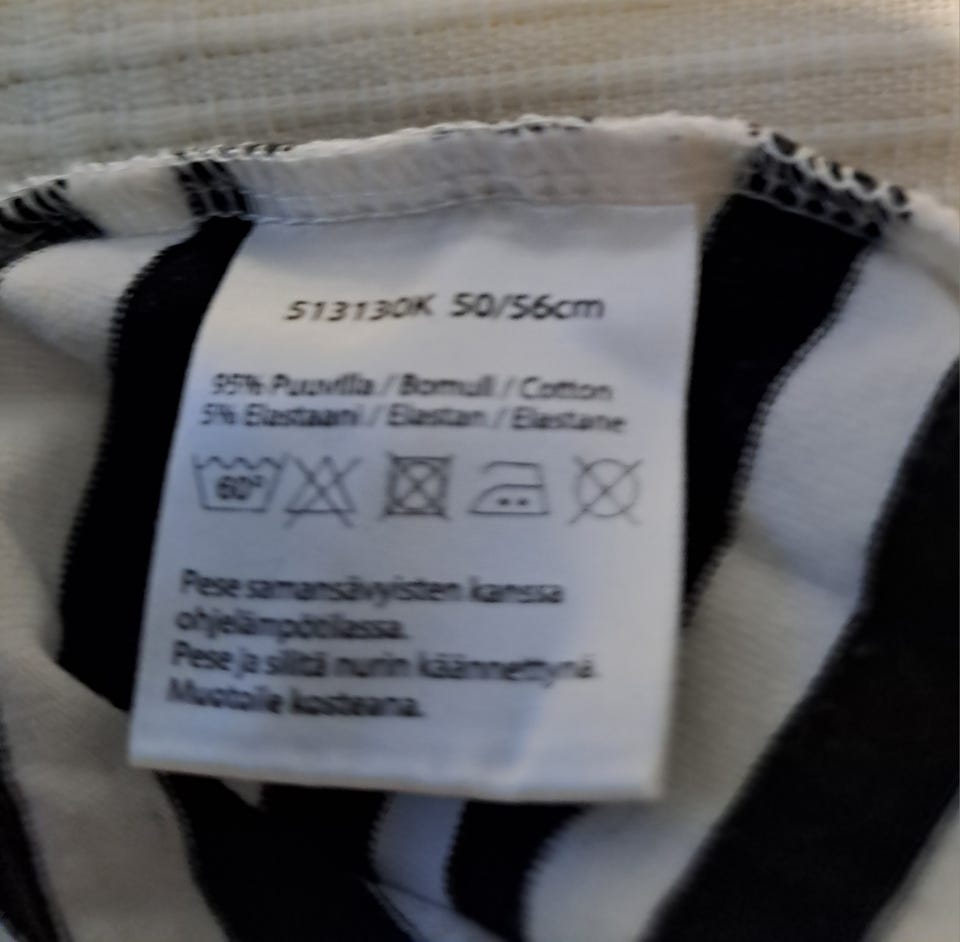 513130K 50/56cm
95% Puuvilla / Bomull / Cotton
5% Elastaani / Elastan / Elastane
60°
Pese samansävyisten kanssa
ohjelämpötilassa.
Pese ja silitä nurin käännettynä.
Muotoile kosteana.